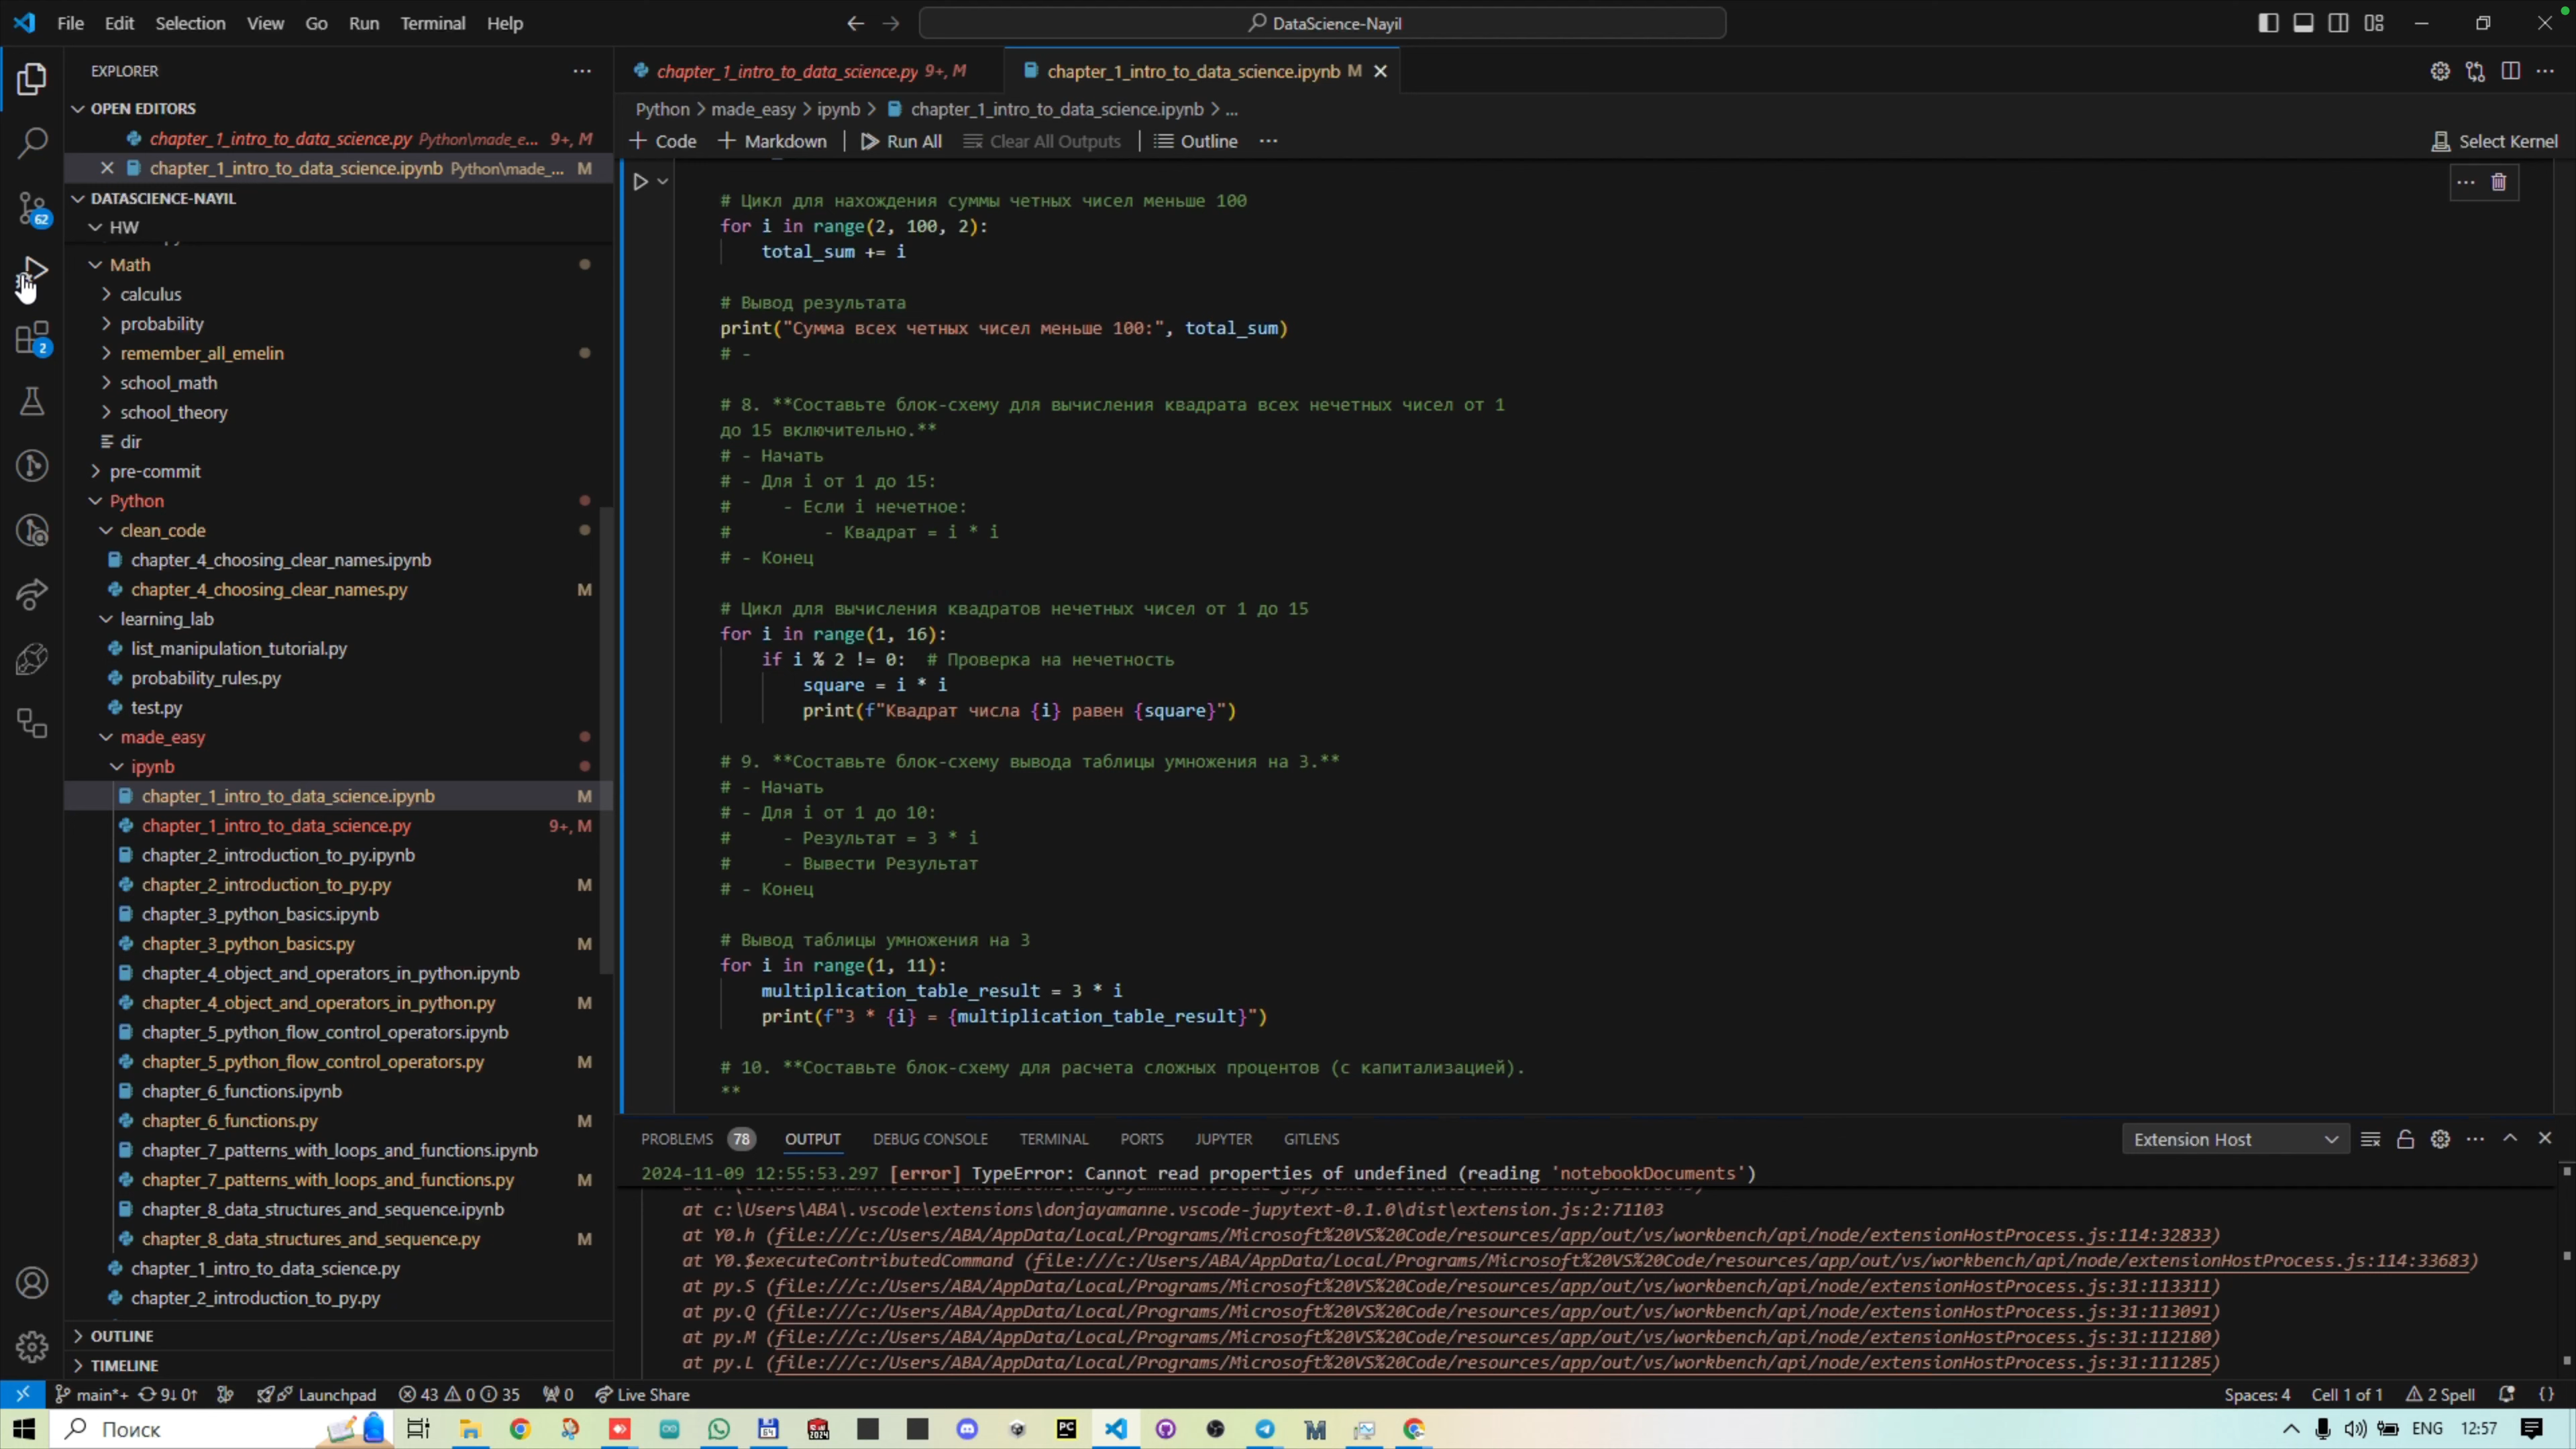 File Edit Selection View Go Run Terminal Help
DataScience-Nayil
EXPLORER
OPEN EDITORS
chapter_1_intro_to_data_science.py Python\made_e... 9+, M
chapter_1_intro_to_data_science.ipynb Python\made_... M
DATASCIENCE-NAYIL
HW
Math
calculus
probability
remember_all_emelin
school_math
school_theory
dir
pre-commit
Python
clean_code
chapter_4_choosing_clear_names.ipynb
chapter_4_choosing_clear_names.py M
learning_lab
list_manipulation_tutorial.py
probability_rules.py
test.py
made_easy
ipynb
chapter_1_intro_to_data_science.ipynb M
chapter_1_intro_to_data_science.py 9+, M
chapter_2_introduction_to_py.ipynb
chapter_2_introduction_to_py.py M
chapter_3_python_basics.ipynb
chapter_3_python_basics.py M
chapter_4_object_and_operators_in_python.ipynb
chapter_4_object_and_operators_in_python.py M
chapter_5_python_flow_control_operators.ipynb
chapter_5_python_flow_control_operators.py M
chapter_6_functions.ipynb
chapter_6_functions.py M
chapter_7_patterns_with_loops_and_functions.ipynb
chapter_7_patterns_with_loops_and_functions.py M
chapter_8_data_structures_and_sequence.ipynb
chapter_8_data_structures_and_sequence.py M
chapter_1_intro_to_data_science.py
chapter_2_introduction_to_py.py
OUTLINE
TIMELINE
62
2
chapter_1_intro_to_data_science.py 9+, M
chapter_1_intro_to_data_science.ipynb M
Python > made_easy > ipynb > chapter_1_intro_to_data_science.ipynb > ...
+ Code + Markdown Run All Clear All Outputs Outline ...
Select Kernel
# Цикл для нахождения суммы четных чисел меньше 100
for i in range(2, 100, 2):
total_sum += i
# Вывод результата
print("Сумма всех четных чисел меньше 100:", total_sum)
# -
# 8. **Составьте блок-схему для вычисления квадрата всех нечетных чисел от 1
до 15 включительно.**
# - Начать
# - Для i от 1 до 15:
# - Если i нечетное:
# - Квадрат = i * i
# - Конец
# Цикл для вычисления квадратов нечетных чисел от 1 до 15
for i in range(1, 16):
if i % 2 != 0: # Проверка на нечетность
square = i * i
print(f"Квадрат числа {i} равен {square}")
# 9. **Составьте блок-схему вывода таблицы умножения на 3.**
# - Начать
# - Для i от 1 до 10:
# - Результат = 3 * i
# - Вывести Результат
# - Конец
# Вывод таблицы умножения на 3
for i in range(1, 11):
multiplication_table_result = 3 * i
print(f"3 * {i} = {multiplication_table_result}")
# 10. **Составьте блок-схему для расчета сложных процентов (с капитализацией).
**
PROBLEMS 78 OUTPUT DEBUG CONSOLE TERMINAL PORTS JUPYTER GITLENS
Extension Host
2024-11-09 12:55:53.297 [error] TypeError: Cannot read properties of undefined (reading 'notebookDocuments')
at c:\Users\ABA\.vscode\extensions\donjayamanne.vscode-jupytext-0.1.0\dist\extension.js:2:71103
at Y0.h (file:///c:/Users/ABA/AppData/Local/Programs/Microsoft%20VS%20Code/resources/app/out/vs/workbench/api/node/extensionHostProcess.js:114:32833)
at Y0.$executeContributedCommand (file:///c:/Users/ABA/AppData/Local/Programs/Microsoft%20VS%20Code/resources/app/out/vs/workbench/api/node/extensionHostProcess.js:114:33683)
at py.S (file:///c:/Users/ABA/AppData/Local/Programs/Microsoft%20VS%20Code/resources/app/out/vs/workbench/api/node/extensionHostProcess.js:31:113311)
at py.Q (file:///c:/Users/ABA/AppData/Local/Programs/Microsoft%20VS%20Code/resources/app/out/vs/workbench/api/node/extensionHostProcess.js:31:113091)
at py.M (file:///c:/Users/ABA/AppData/Local/Programs/Microsoft%20VS%20Code/resources/app/out/vs/workbench/api/node/extensionHostProcess.js:31:112180)
at py.L (file:///c:/Users/ABA/AppData/Local/Programs/Microsoft%20VS%20Code/resources/app/out/vs/workbench/api/node/extensionHostProcess.js:31:111285)
main*+ 9↓ 0↑ Launchpad 43 0 35 0 Live Share
Spaces: 4 Cell 1 of 1 2 Spell {}
Поиск
ENG 12:57